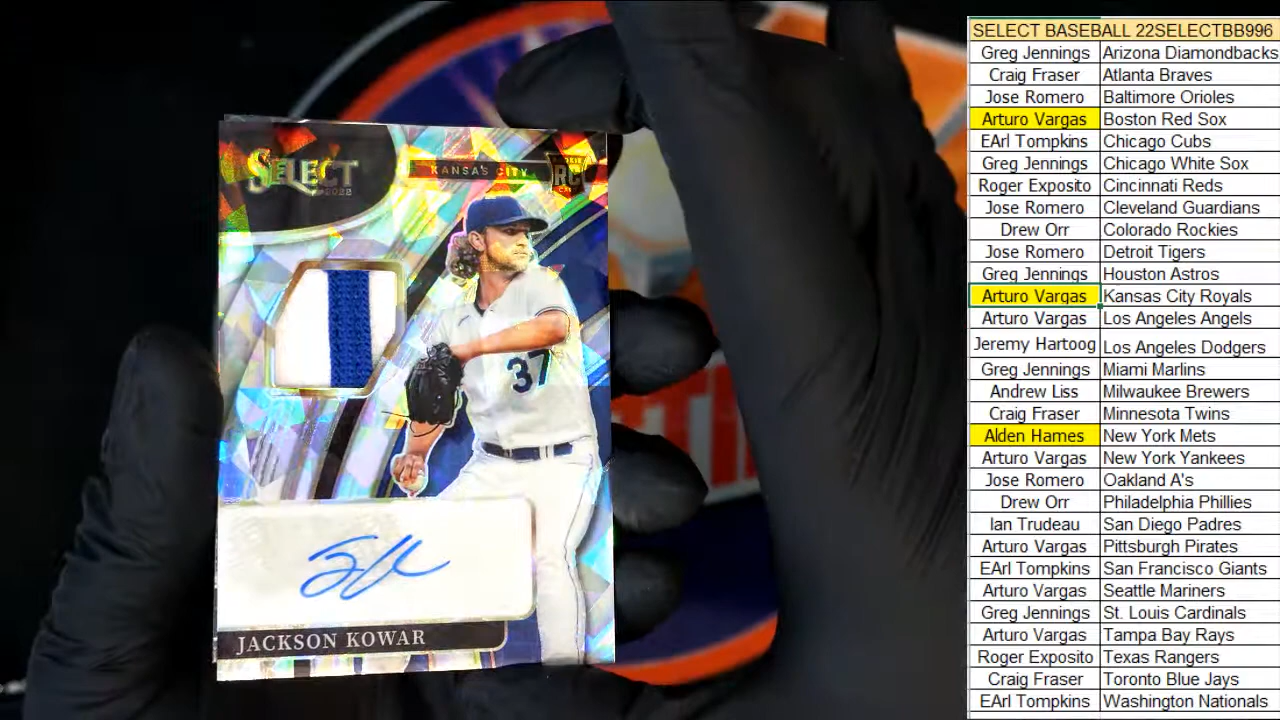 SELECT
2022
KANSAS CITY
ROOKIE
RC
37
JACKSON KOWAR
SELECT BASEBALL 22SELECTBB996
Greg Jennings Arizona Diamondbacks
Craig Fraser Atlanta Braves
Jose Romero Baltimore Orioles
Arturo Vargas Boston Red Sox
EArl Tompkins Chicago Cubs
Greg Jennings Chicago White Sox
Roger Exposito Cincinnati Reds
Jose Romero Cleveland Guardians
Drew Orr Colorado Rockies
Jose Romero Detroit Tigers
Greg Jennings Houston Astros
Arturo Vargas Kansas City Royals
Arturo Vargas Los Angeles Angels
Jeremy Hartoog Los Angeles Dodgers
Greg Jennings Miami Marlins
Andrew Liss Milwaukee Brewers
Craig Fraser Minnesota Twins
Alden Hames New York Mets
Arturo Vargas New York Yankees
Jose Romero Oakland A's
Drew Orr Philadelphia Phillies
Ian Trudeau San Diego Padres
Arturo Vargas Pittsburgh Pirates
EArl Tompkins San Francisco Giants
Arturo Vargas Seattle Mariners
Greg Jennings St. Louis Cardinals
Arturo Vargas Tampa Bay Rays
Roger Exposito Texas Rangers
Craig Fraser Toronto Blue Jays
EArl Tompkins Washington Nationals